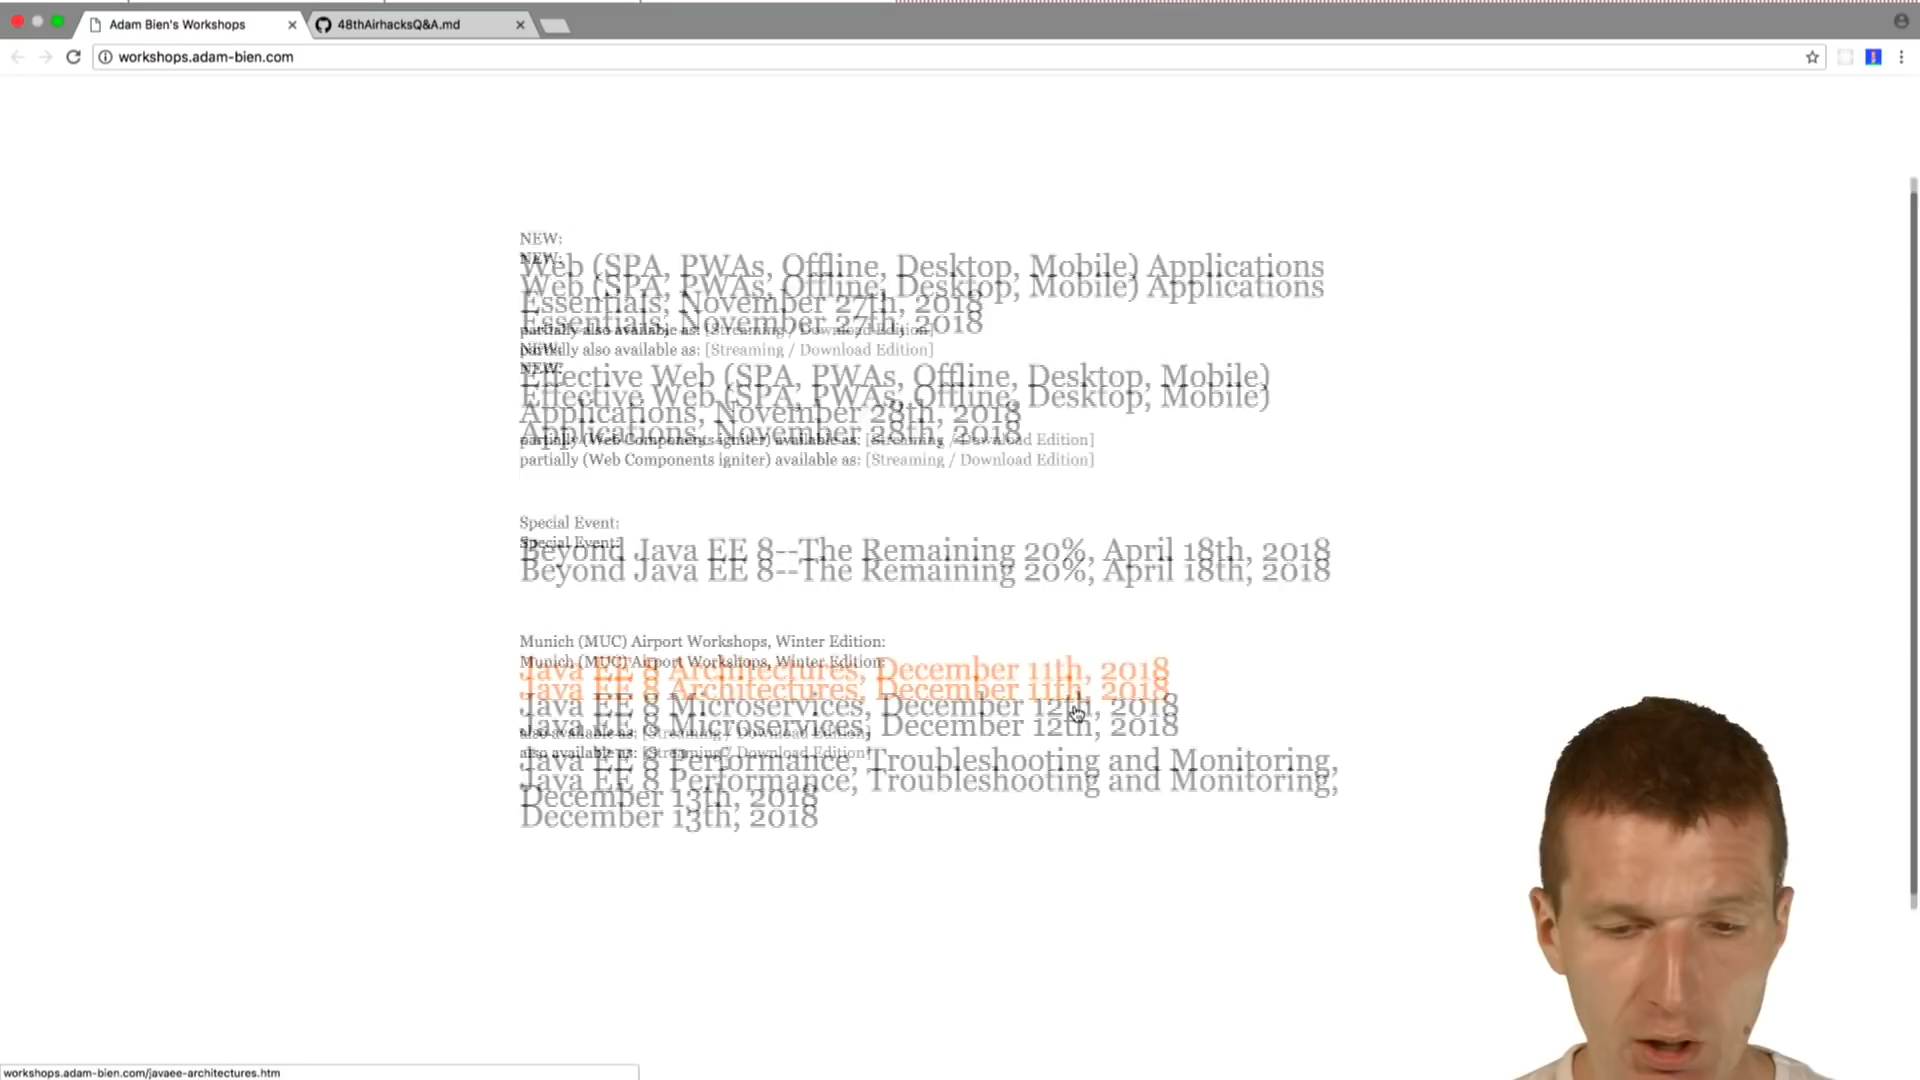 Adam Bien's Workshops
48thAirhacksQ&A.md
workshops.adam-bien.com
NEW:
Web (SPA, PWAs, Offline, Desktop, Mobile) Applications
Essentials, November 27th, 2018
partially also available as: [Streaming / Download Edition]
NEW:
Effective Web (SPA, PWAs, Offline, Desktop, Mobile)
Applications, November 28th, 2018
partially (Web Components igniter) available as: [Streaming / Download Edition]
Special Event:
Beyond Java EE 8--The Remaining 20%, April 18th, 2018
Munich (MUC) Airport Workshops, Winter Edition:
Java EE 8 Architectures, December 11th, 2018
Java EE 8 Microservices, December 12th, 2018
also available as: [Streaming / Download Edition]
Java EE 8 Performance, Troubleshooting and Monitoring,
December 13th, 2018
workshops.adam-bien.com/javaee-architectures.htm